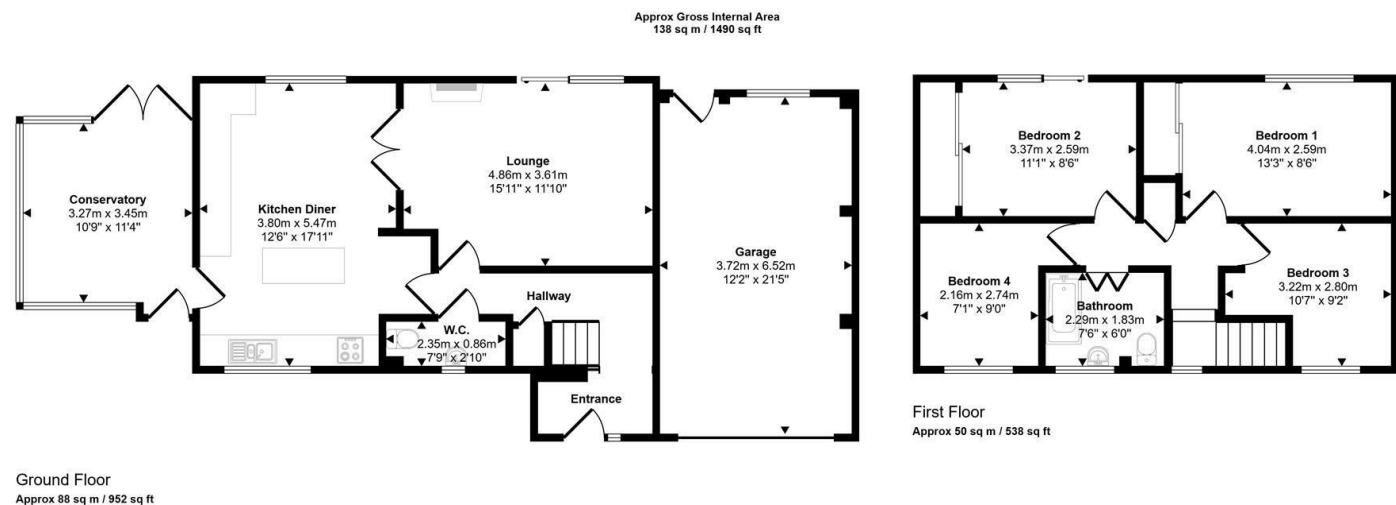 Approx Gross Internal Area
138 sq m / 1490 sq ft
Conservatory
3.27m x 3.45m
10'9" x 11'4"
Kitchen Diner
3.80m x 5.47m
12'6" x 17'11"
Lounge
4.86m x 3.61m
15'11" x 11'10"
Hallway
W.C.
2.35m x 0.86m
7'9" x 2'10"
Entrance
Garage
3.72m x 6.52m
12'2" x 21'5"
Ground Floor
Approx 88 sq m / 952 sq ft
Bedroom 2
3.37m x 2.59m
11'1" x 8'6"
Bedroom 1
4.04m x 2.59m
13'3" x 8'6"
Bedroom 4
2.16m x 2.74m
7'1" x 9'0"
Bathroom
2.29m x 1.83m
7'6" x 6'0"
Bedroom 3
3.22m x 2.80m
10'7" x 9'2"
First Floor
Approx 50 sq m / 538 sq ft